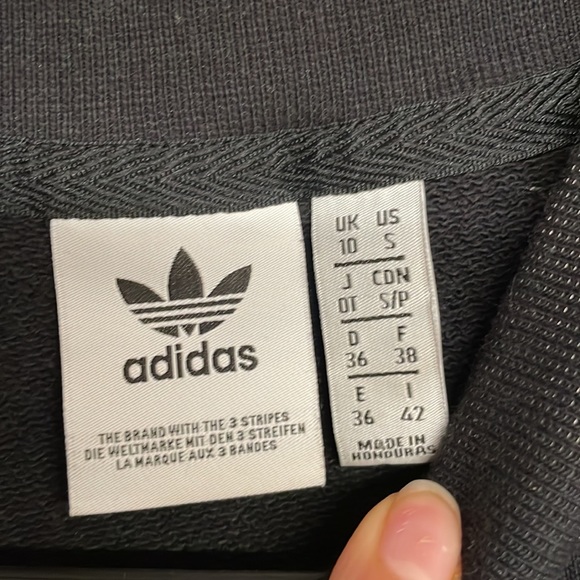 adidas
THE BRAND WITH THE 3 STRIPES
DIE WELTMARKE MIT DEN 3 STREIFEN
LA MARQUE AUX 3 BANDES
UK US
10 S
J CDN
OT S/P
D F
36 38
E I
36 42
MADE IN
HONDURAS